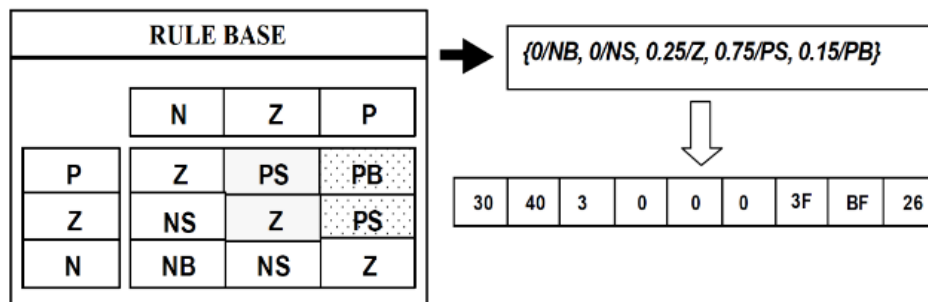 RULE BASE
N Z P
P Z PS PB
Z NS Z PS
N NB NS Z
{0/NB, 0/NS, 0.25/Z, 0.75/PS, 0.15/PB}
30 40 3 0 0 0 3F BF 26